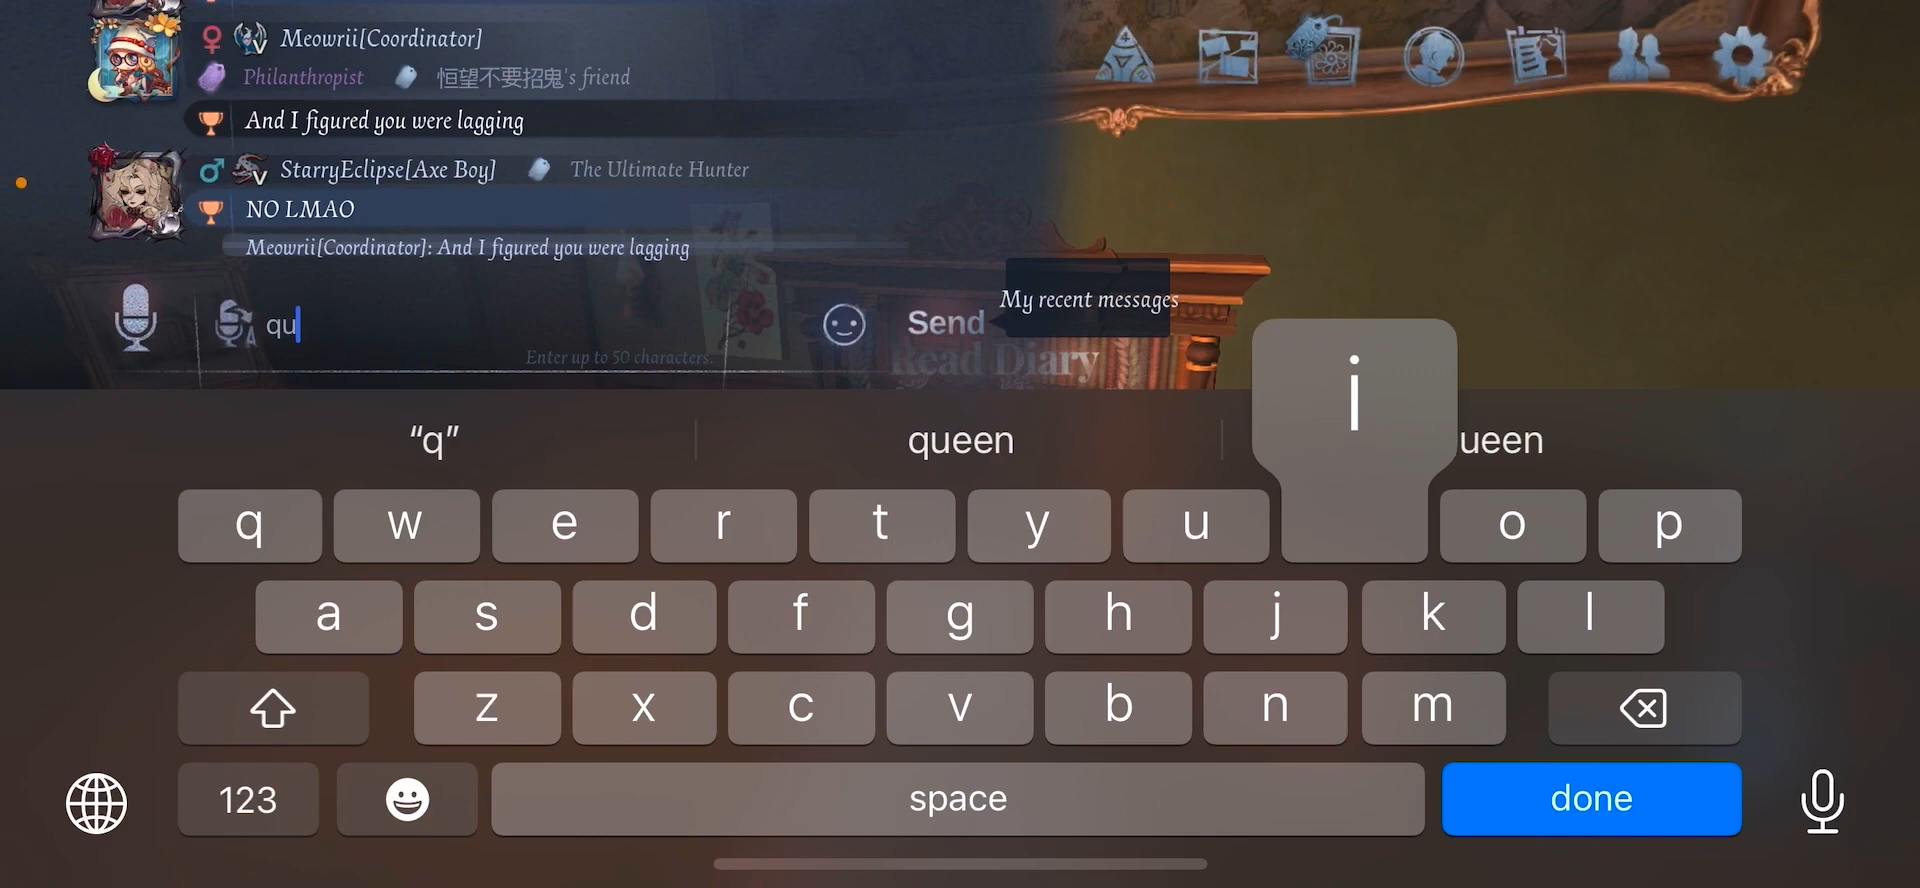 Meowrii[Coordinator]
Philanthropist 恒望不要招鬼's friend
And I figured you were lagging
StarryEclipse[Axe Boy] The Ultimate Hunter
NO LMAO
Meowrii[Coordinator]: And I figured you were lagging
My recent messages
qu
Send
Enter up to 50 characters.
Read Diary
“q” queen ueen
i
q w e r t y u o p
a s d f g h j k l
z x c v b n m
123 space done